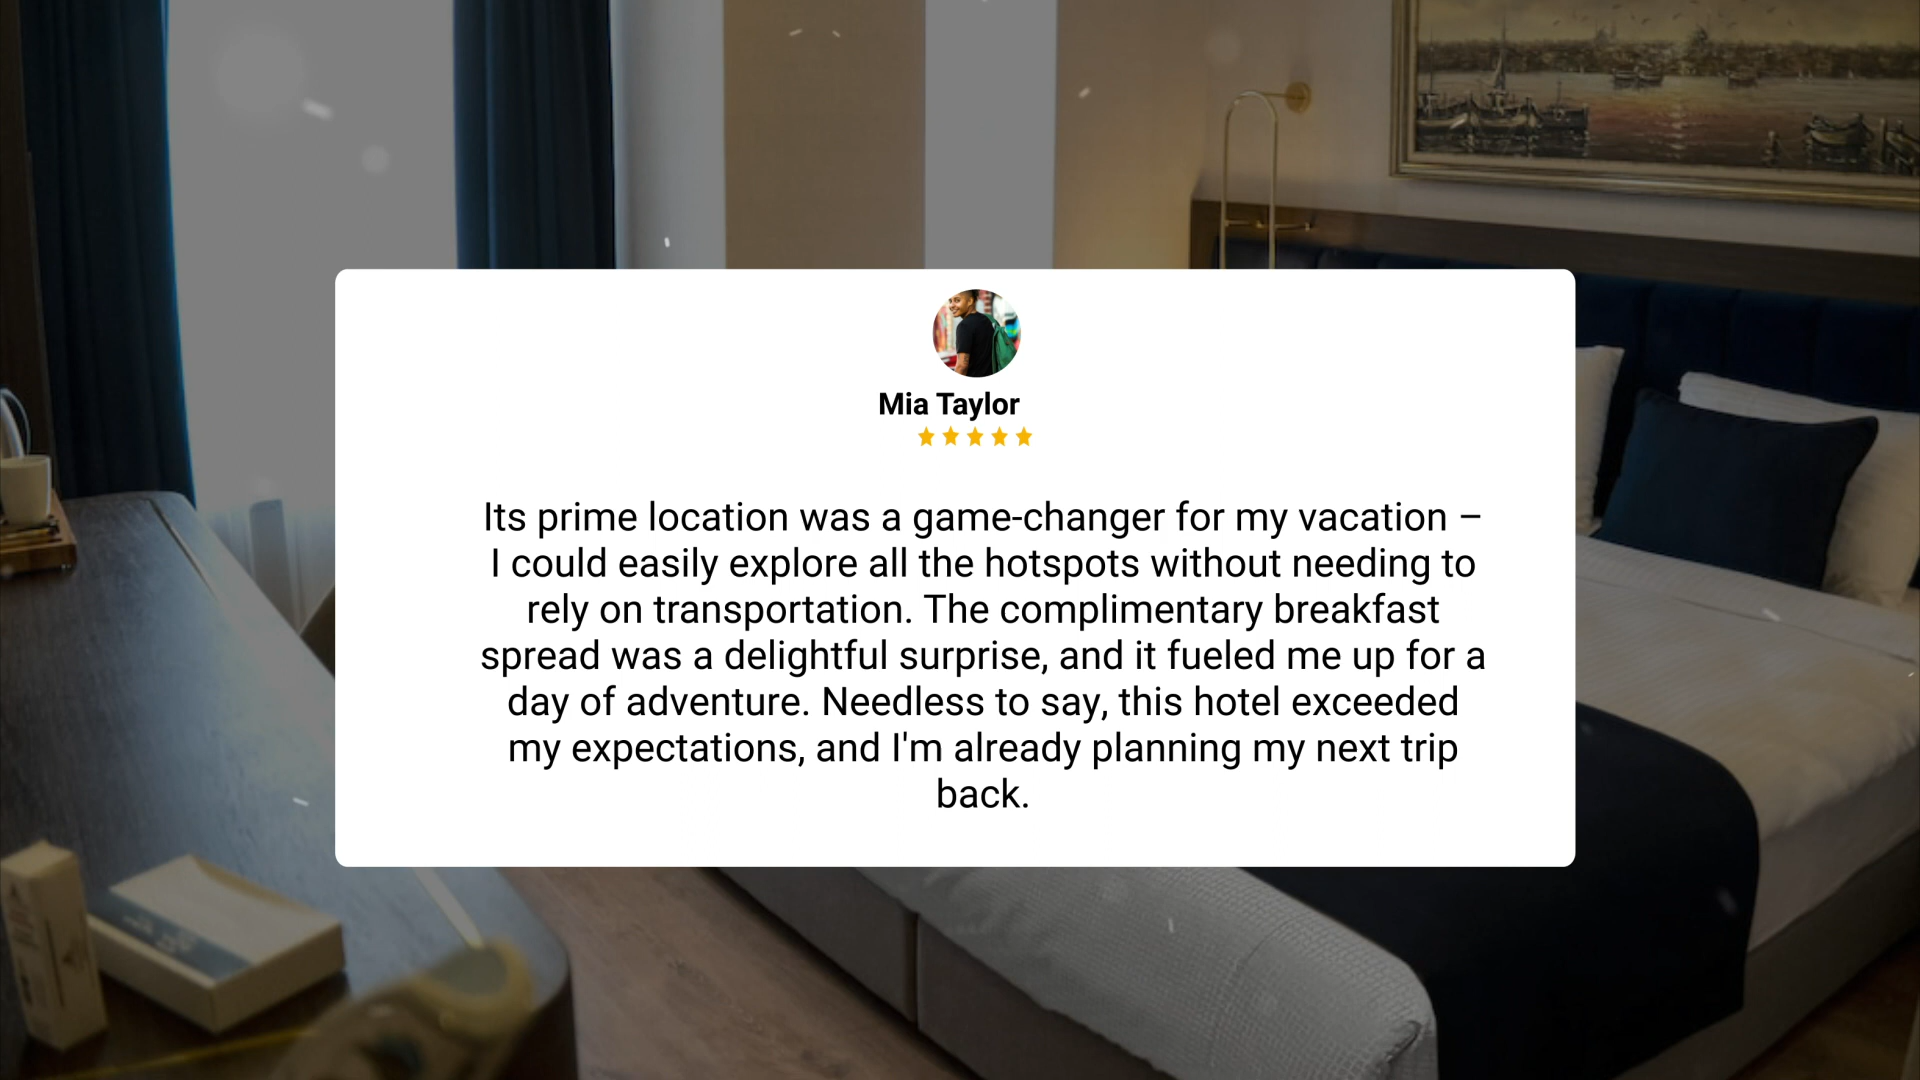 Mia Taylor
Its prime location was a game-changer for my vacation –
I could easily explore all the hotspots without needing to
rely on transportation. The complimentary breakfast
spread was a delightful surprise, and it fueled me up for a
day of adventure. Needless to say, this hotel exceeded
my expectations, and I'm already planning my next trip
back.